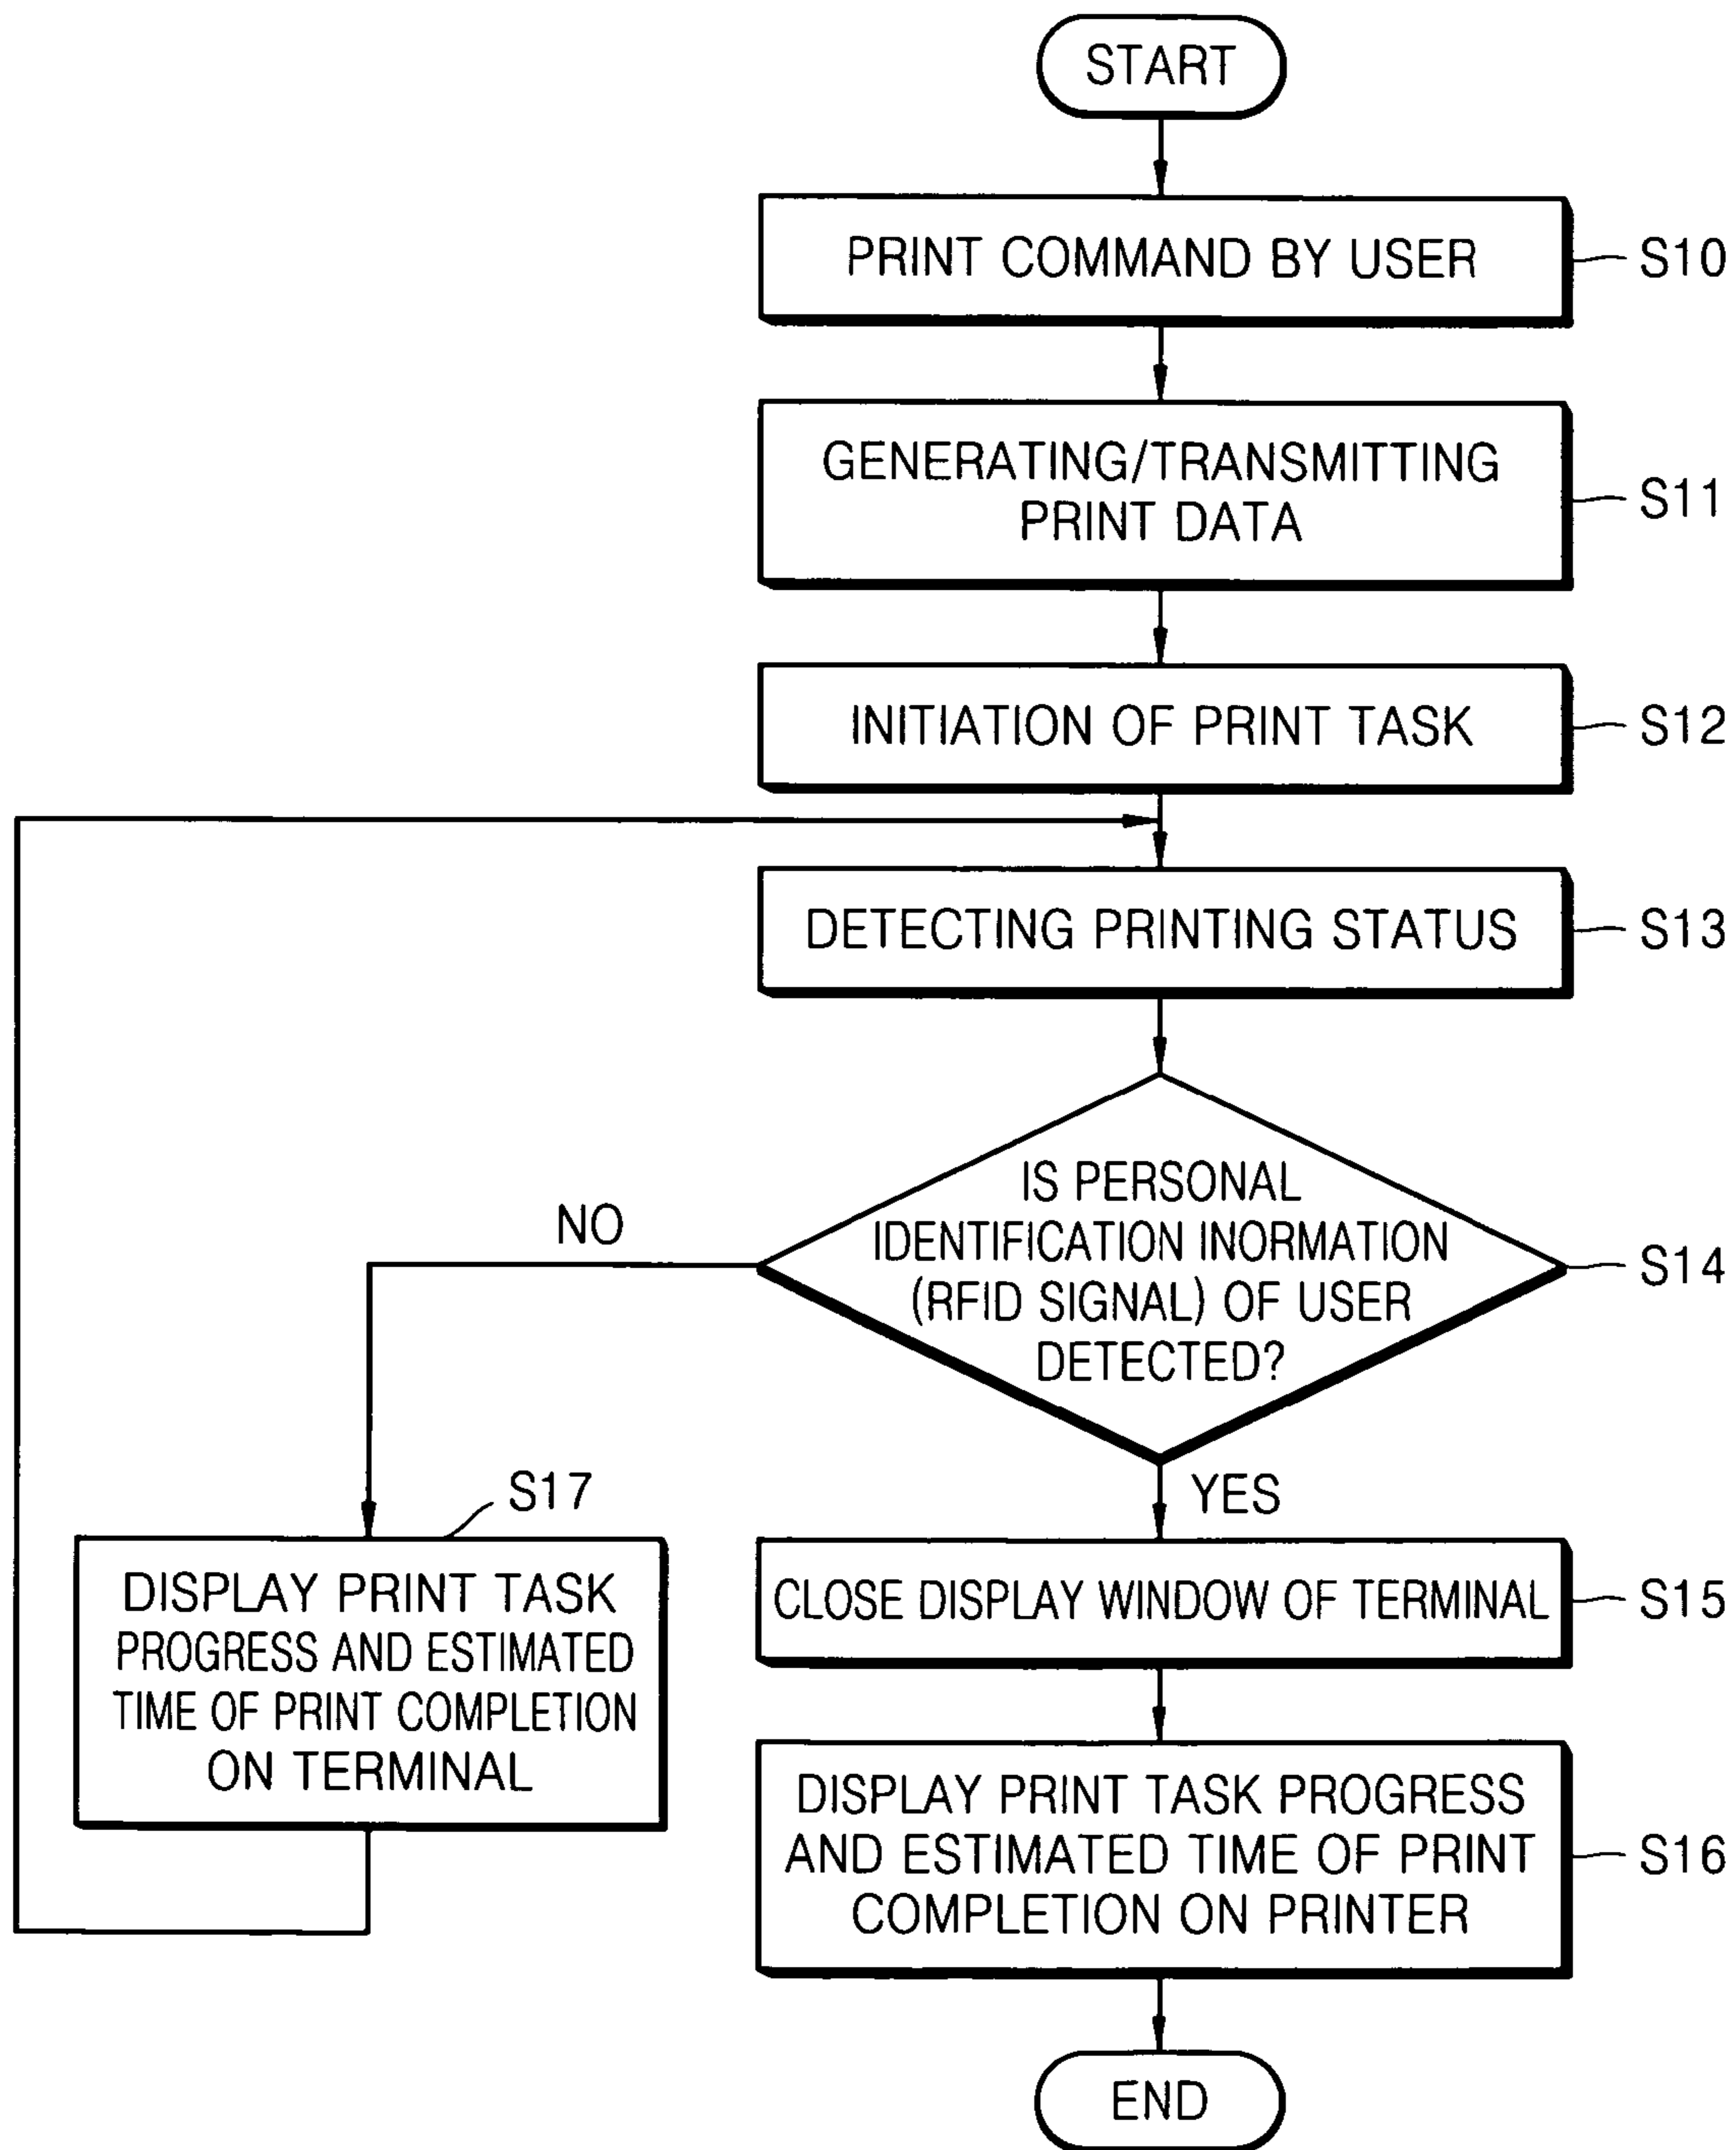 START
PRINT COMMAND BY USER
S10
GENERATING/TRANSMITTING
PRINT DATA
S11
INITIATION OF PRINT TASK
S12
DETECTING PRINTING STATUS
S13
IS PERSONAL
IDENTIFICATION INORMATION
(RFID SIGNAL) OF USER
DETECTED?
S14
NO
YES
S17
DISPLAY PRINT TASK
PROGRESS AND ESTIMATED
TIME OF PRINT COMPLETION
ON TERMINAL
CLOSE DISPLAY WINDOW OF TERMINAL
S15
DISPLAY PRINT TASK PROGRESS
AND ESTIMATED TIME OF PRINT
COMPLETION ON PRINTER
S16
END